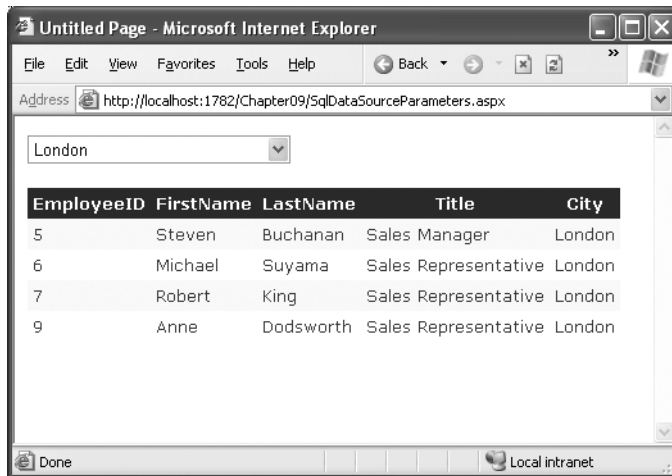 Untitled Page - Microsoft Internet Explorer
File Edit View Favorites Tools Help Back »
Address http://localhost:1782/Chapter09/SqlDataSourceParameters.aspx
London
EmployeeID FirstName LastName Title City
5 Steven Buchanan Sales Manager London
6 Michael Suyama Sales Representative London
7 Robert King Sales Representative London
9 Anne Dodsworth Sales Representative London
Done Local intranet